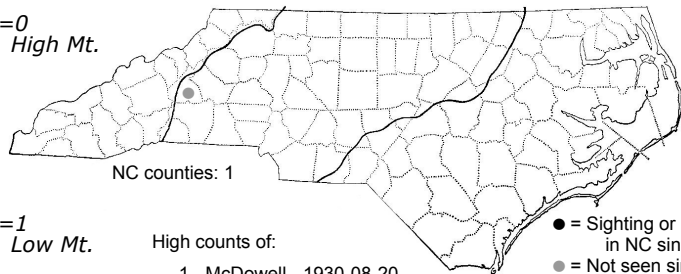 =0
High Mt.
NC counties: 1
=1
Low Mt.
High counts of:
1 - McDowell - 1930-08-20
● = Sighting or
in NC sin
● = Not seen si